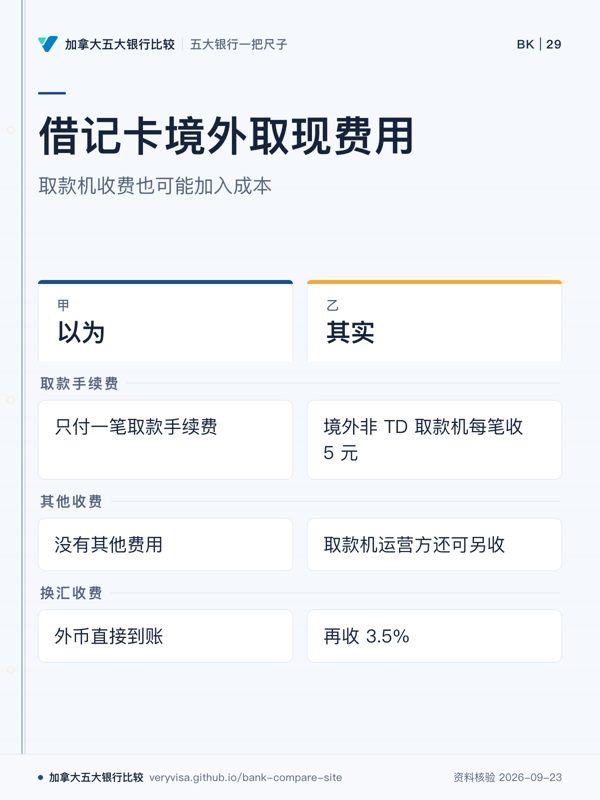 加拿大五大银行比较 五大银行一把尺子 BK | 29
借记卡境外取现费用
取款机收费也可能加入成本
甲 乙
以为 其实
取款手续费
只付一笔取款手续费 境外非 TD 取款机每笔收
5 元
其他收费
没有其他费用 取款机运营方还可另收
换汇收费
外币直接到账 再收 3.5%
加拿大五大银行比较 veryvisa.github.io/bank-compare-site 资料核验 2026-09-23